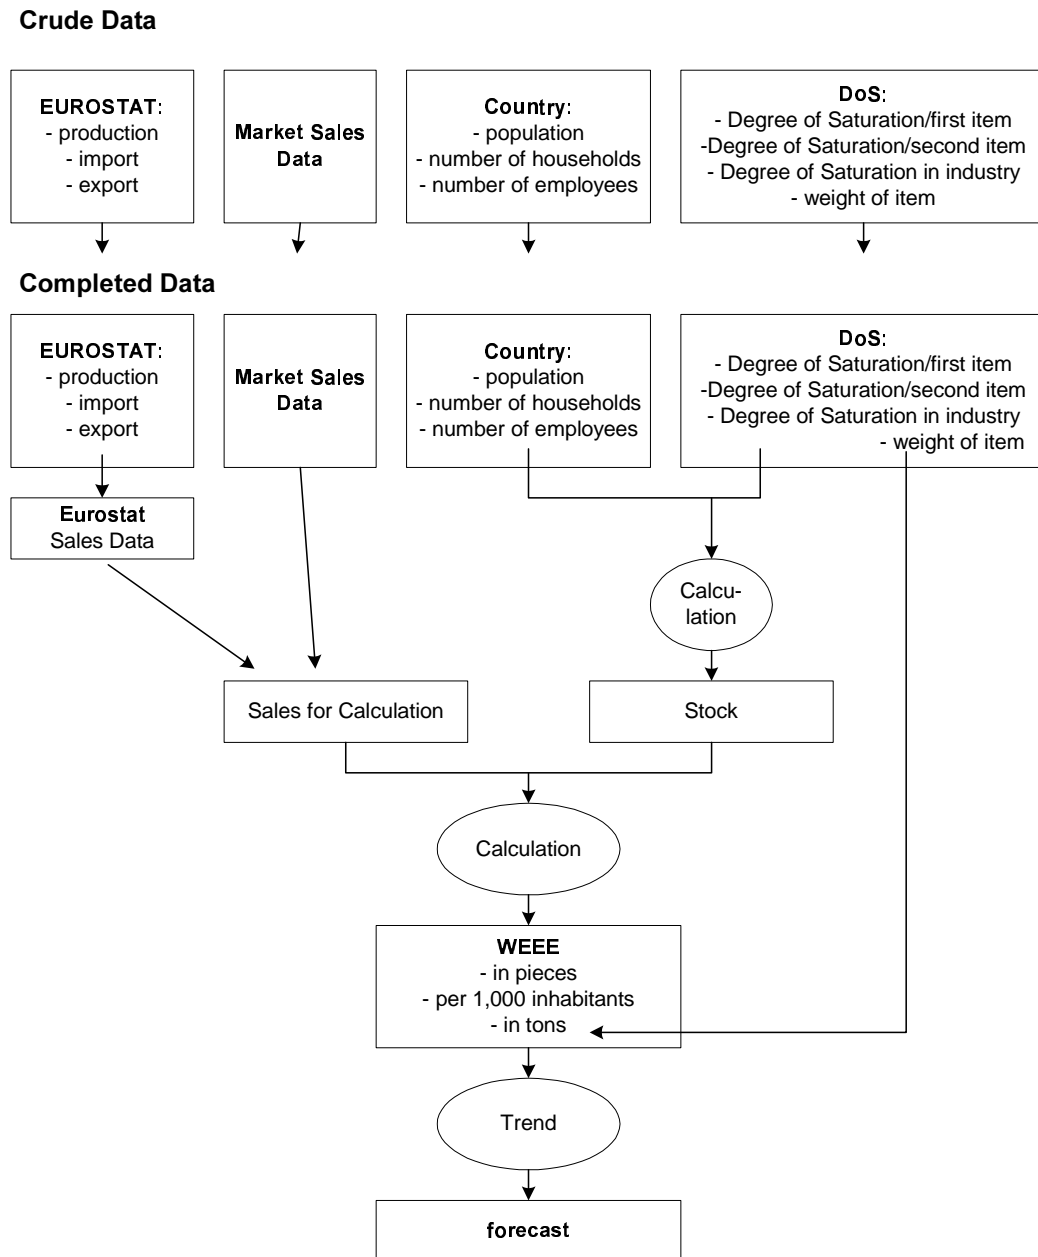 Crude Data
EUROSTAT:
- production
- import
- export
Market Sales
Data
Country:
- population
- number of households
- number of employees
DoS:
- Degree of Saturation/first item
-Degree of Saturation/second item
- Degree of Saturation in industry
- weight of item
Completed Data
EUROSTAT:
- production
- import
- export
Market Sales
Data
Country:
- population
- number of households
- number of employees
DoS:
- Degree of Saturation/first item
-Degree of Saturation/second item
- Degree of Saturation in industry
- weight of item
Eurostat
Sales Data
Calcu-
lation
Sales for Calculation
Stock
Calculation
WEEE
- in pieces
- per 1,000 inhabitants
- in tons
Trend
forecast